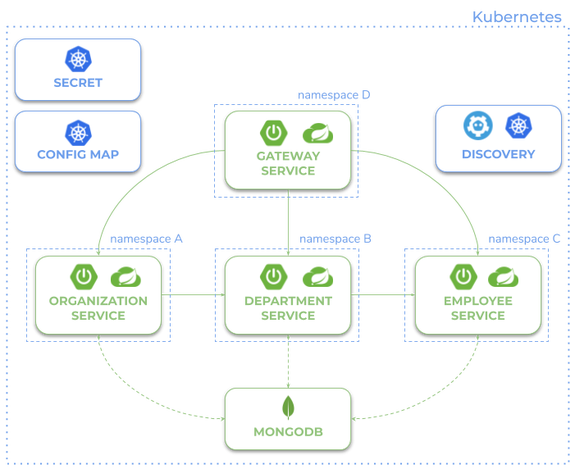 Kubernetes
SECRET
CONFIG MAP
namespace D
GATEWAY
SERVICE
DISCOVERY
namespace A
ORGANIZATION
SERVICE
namespace B
DEPARTMENT
SERVICE
namespace C
EMPLOYEE
SERVICE
MONGODB